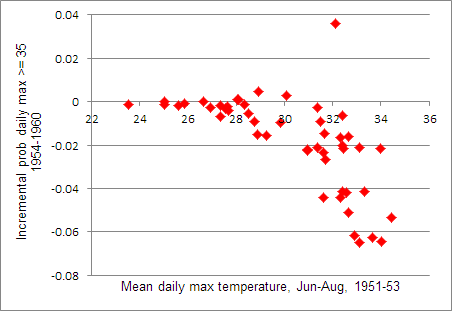 Incremental prob daily max >= 35
1954-1960
0.04
0.02
0
-0.02
-0.04
-0.06
-0.08
22 24 26 28 30 32 34 36
Mean daily max temperature, Jun-Aug, 1951-53